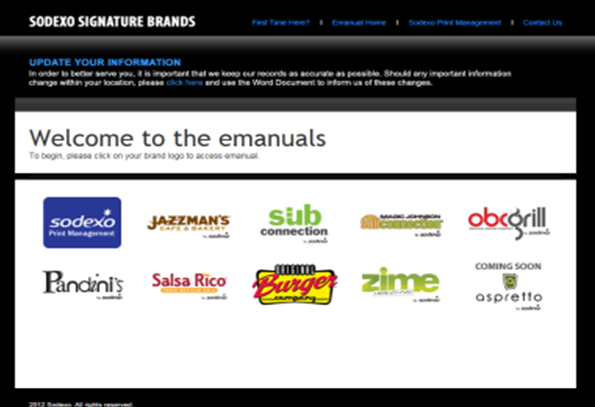 SODEXO SIGNATURE BRANDS
First Time Here? I Emanual Home I Sodexo Print Management I Contact Us
UPDATE YOUR INFORMATION
In order to better serve you, it is important that we keep our records as accurate as possible. Should any important information
change within your location, please click here and use the Word Document to inform us of these changes.
Welcome to the emanuals
To begin, please click on your brand logo to access emanual.
sodexo
Print Management
JAZZMAN'S
CAFE & BAKERY
by sodexo
sub
connection
by sodexo
MAGIC JOHNSON
connection
by sodexo
obcgrill
by sodexo
Pandini's
by sodexo
Salsa Rico
by sodexo
ORIGINAL
Burger
company
zime
by sodexo
COMING SOON
aspretto
by sodexo
2012 Sodexo. All rights reserved.